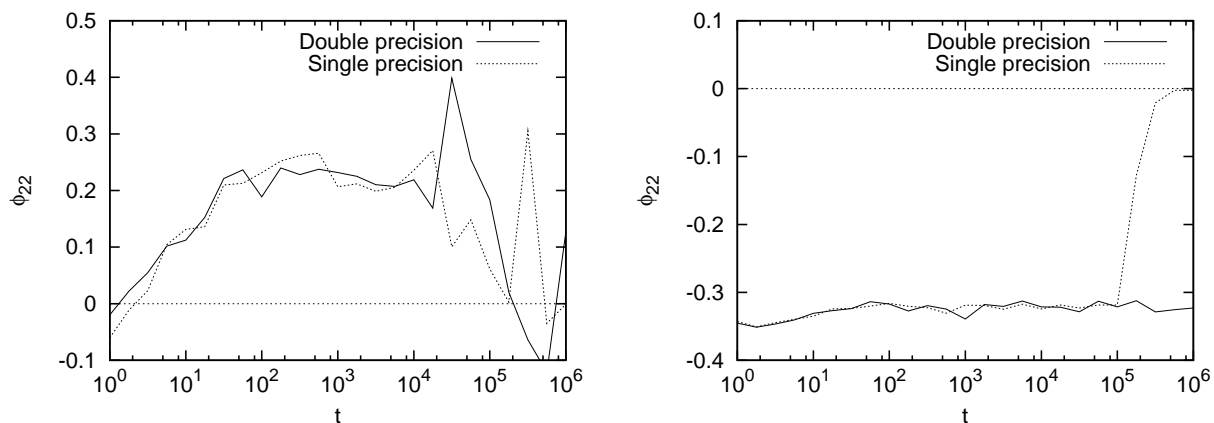 0.5
Double precision
Single precision
0.4
0.3
ϕ22
0.2
0.1
0
-0.1
10^0 10^1 10^2 10^3 10^4 10^5 10^6
t
0.1
Double precision
Single precision
0
-0.1
ϕ22
-0.2
-0.3
-0.4
10^0 10^1 10^2 10^3 10^4 10^5 10^6
t